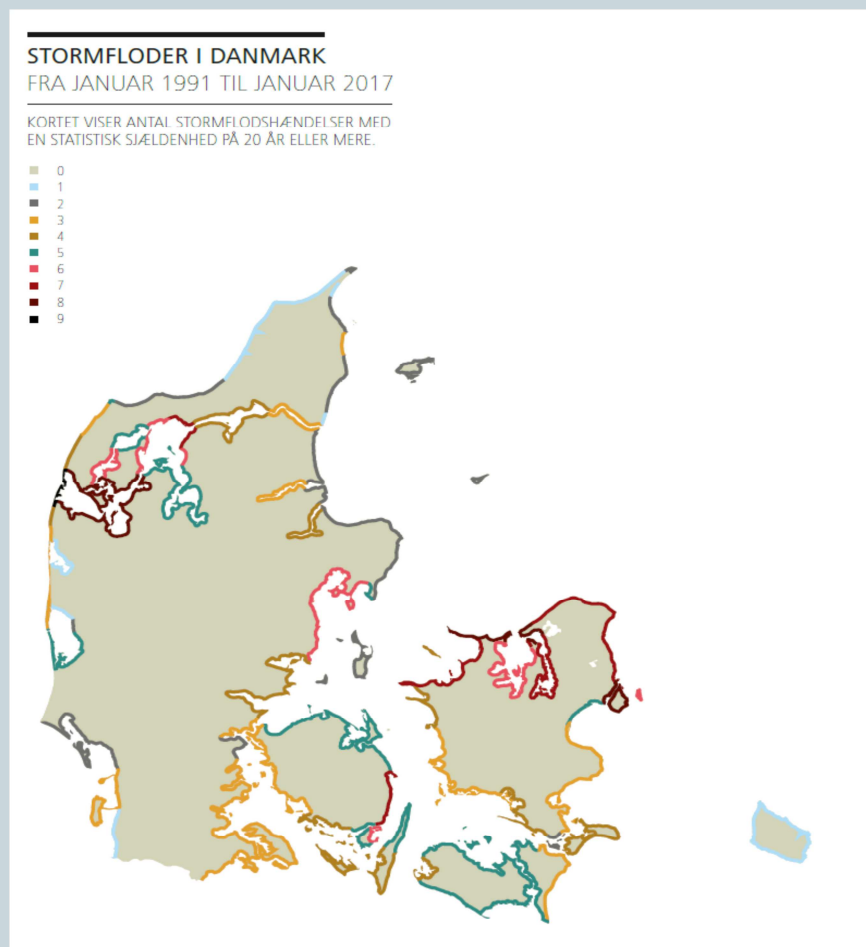 STORMFLODER I DANMARK
FRA JANUAR 1991 TIL JANUAR 2017
KORTET VISER ANTAL STORMFLODSHÆNDELSER MED
EN STATISTISK SJÆLDENHED PÅ 20 ÅR ELLER MERE.
0
1
2
3
4
5
6
7
8
9